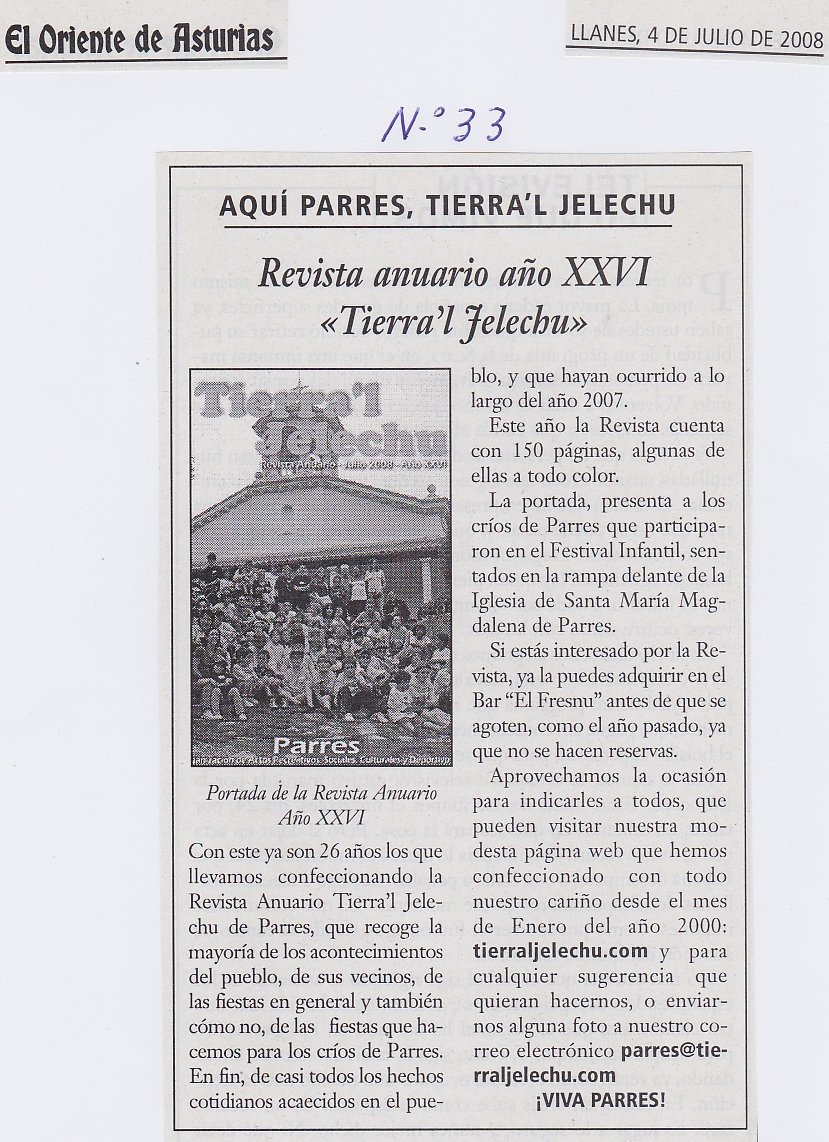 El Oriente de Asturias
LLANES, 4 DE JULIO DE 2008
N.º 33
AQUÍ PARRES, TIERRA'L JELECHU
Revista anuario año XXVI
«Tierra'l Jelechu»
Tierra'l
Jelechu
Revista Anuario - Julio 2008 - Año XXVI
Parres
Actos Recreativos, Sociales, Culturales y Deportivo
Portada de la Revista Anuario
Año XXVI
Con este ya son 26 años los que
llevamos confeccionando la
Revista Anuario Tierra'l Jele-
chu de Parres, que recoge la
mayoría de los acontecimientos
del pueblo, de sus vecinos, de
las fiestas en general y también
cómo no, de las fiestas que ha-
cemos para los críos de Parres.
En fin, de casi todos los hechos
cotidianos acaecidos en el pue-
blo, y que hayan ocurrido a lo
largo del año 2007.
Este año la Revista cuenta
con 150 páginas, algunas de
ellas a todo color.
La portada, presenta a los
críos de Parres que participa-
ron en el Festival Infantil, sen-
tados en la rampa delante de la
Iglesia de Santa María Mag-
dalena de Parres.
Si estás interesado por la Re-
vista, ya la puedes adquirir en el
Bar “El Fresnu” antes de que se
agoten, como el año pasado, ya
que no se hacen reservas.
Aprovechamos la ocasión
para indicarles a todos, que
pueden visitar nuestra mo-
desta página web que hemos
confeccionado con todo
nuestro cariño desde el mes
de Enero del año 2000:
tierraljelechu.com y para
cualquier sugerencia que
quieran hacernos, o enviar-
nos alguna foto a nuestro co-
rreo electrónico parres@tie-
rraljelechu.com
¡VIVA PARRES!